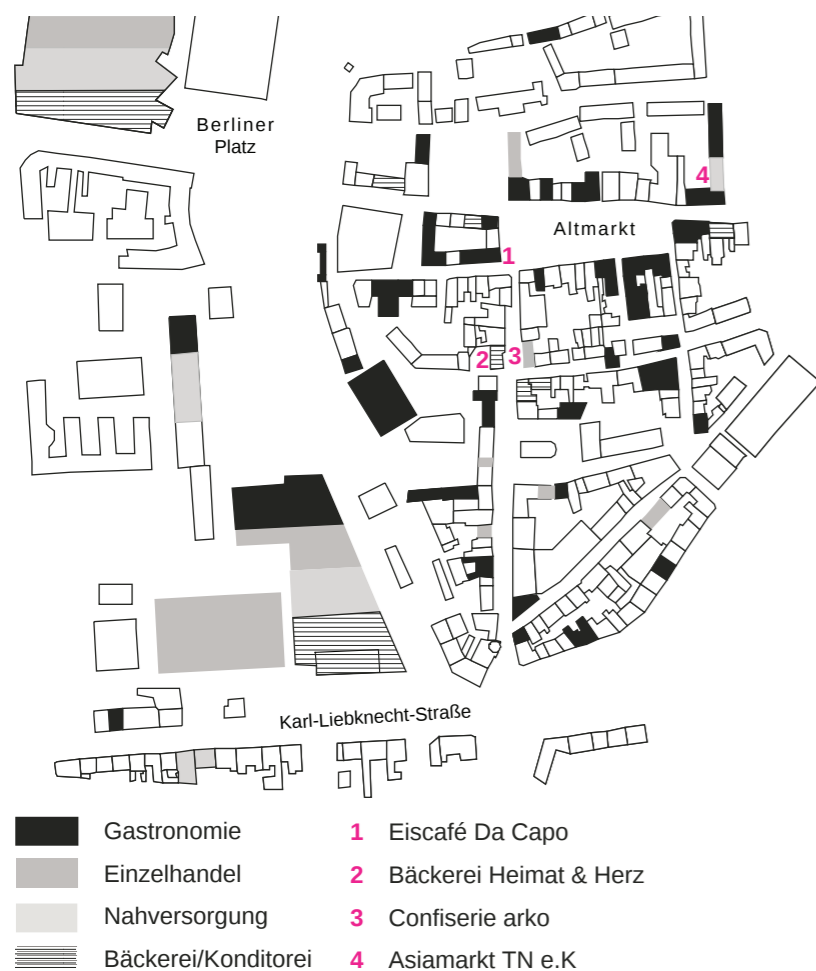 Berliner
Platz
4
Altmarkt
1
2
3
Karl-Liebknecht-Straße
Gastronomie
Einzelhandel
Nahversorgung
Bäckerei/Konditorei
1 Eiscafé Da Capo
2 Bäckerei Heimat & Herz
3 Confiserie arko
4 Asiamarkt TN e.K